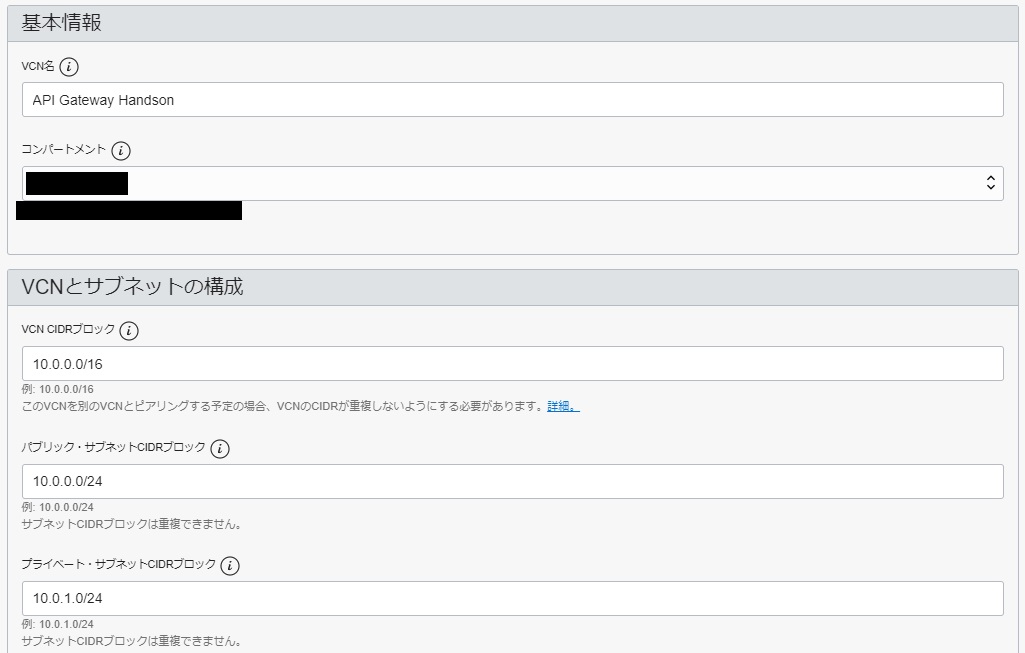 基本情報
VCN名 i
API Gateway Handson
コンパートメント i
VCNとサブネットの構成
VCN CIDRブロック i
10.0.0.0/16
例: 10.0.0.0/16
このVCNを別のVCNとピアリングする予定の場合、VCNのCIDRが重複しないようにする必要があります。詳細。
パブリック・サブネットCIDRブロック i
10.0.0.0/24
例: 10.0.0.0/24
サブネットCIDRブロックは重複できません。
プライベート・サブネットCIDRブロック i
10.0.1.0/24
例: 10.0.1.0/24
サブネットCIDRブロックは重複できません。